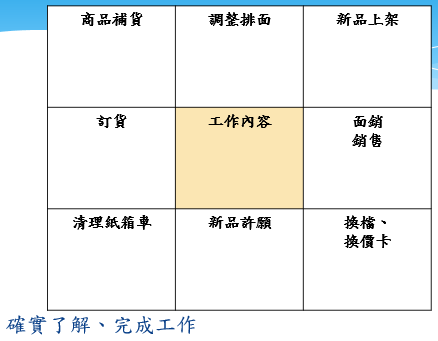 商品補貨
調整排面
新品上架
訂貨
工作內容
面銷
銷售
清理紙箱車
新品許願
換檔、
換價卡
確實了解、完成工作